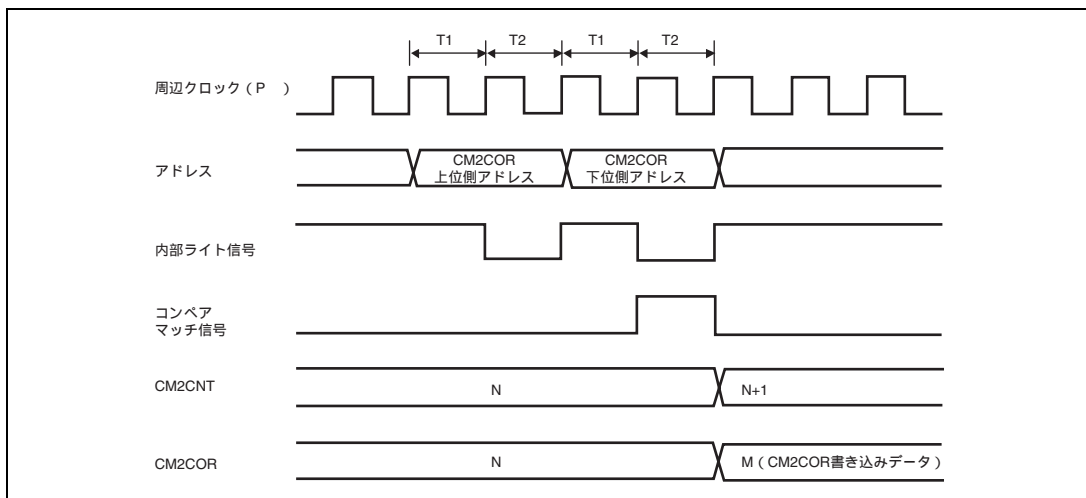 T1 T2 T1 T2
周辺クロック（P　）
アドレス
CM2COR
上位側アドレス
CM2COR
下位側アドレス
内部ライト信号
コンペア
マッチ信号
CM2CNT
N
N+1
CM2COR
N
M（CM2COR書き込みデータ）